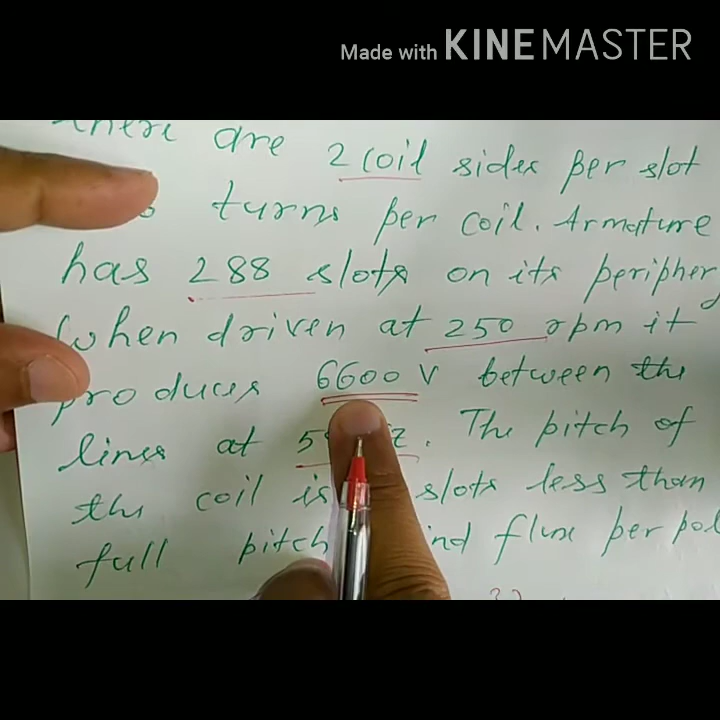 Made with KINEMASTER
there are 2 coil sides per slot
turns per coil. Armature
has 288 slots on its periphery
when driven at 250 rpm it
produces 6600 V between the
lines at The pitch of
the coil is slots less than
full pitch flux per pol